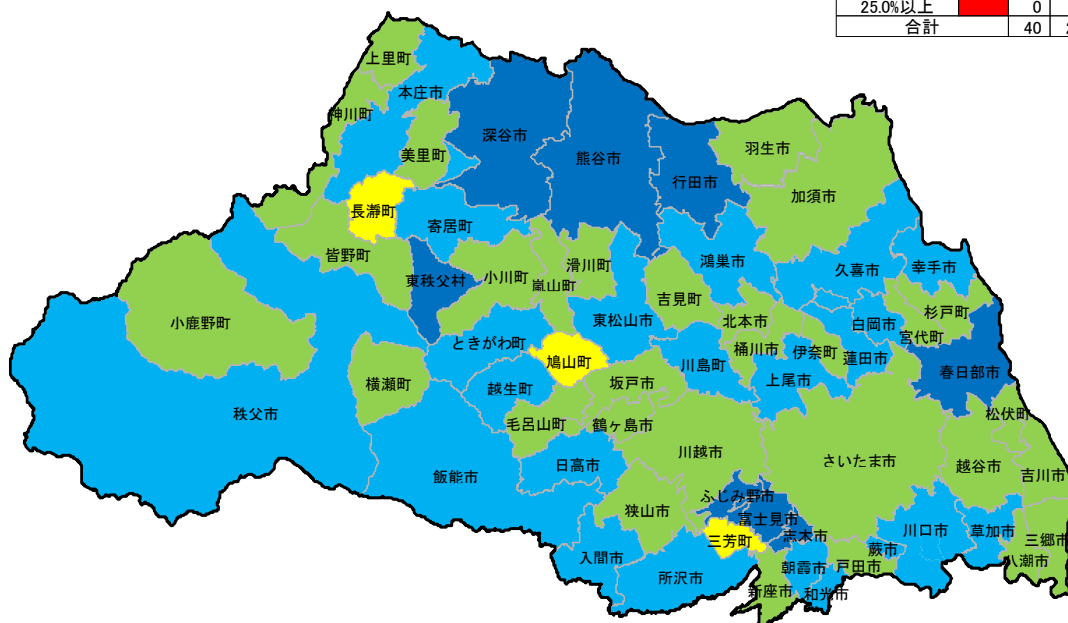 25.0%以上 0
合計 40
上里町
本庄市
神川町
美里町
深谷市
熊谷市
行田市
羽生市
加須市
長瀞町
寄居町
皆野町
東秩父村
小川町
嵐山町
滑川町
鴻巣市
久喜市
幸手市
吉見町
北本市
白岡市
杉戸町
宮代町
小鹿野町
ときがわ町
東松山市
鳩山町
川島町
桶川市
伊奈町
蓮田市
上尾市
春日部市
横瀬町
越生町
坂戸市
秩父市
毛呂山町
鶴ヶ島市
松伏町
川越市
さいたま市
越谷市
吉川市
飯能市
日高市
狭山市
ふじみ野市
富士見市
志木市
三芳町
川口市
草加市
三郷市
八潮市
入間市
所沢市
朝霞市
戸田市
蕨市
新座市
和光市